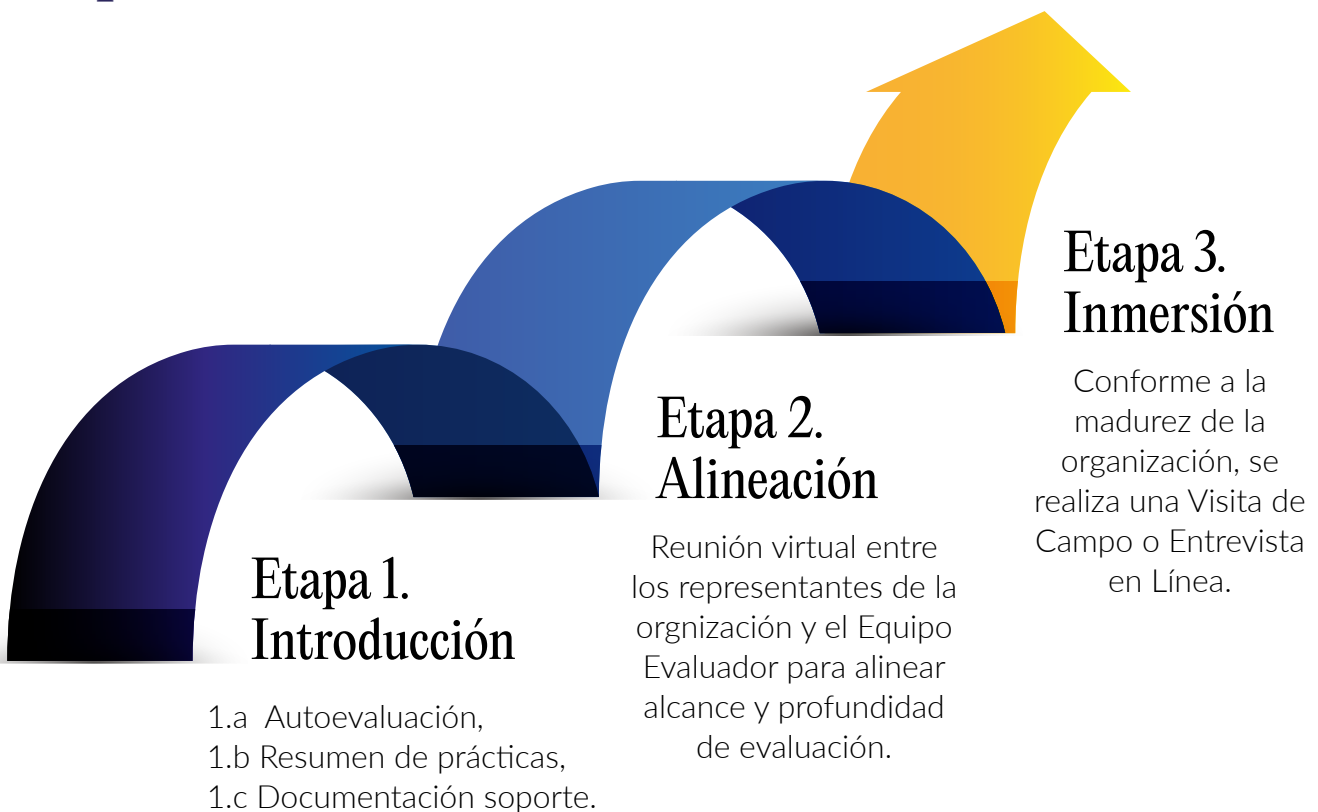 Etapa 1.
Introducción
1.a Autoevaluación,
1.b Resumen de prácticas,
1.c Documentación soporte.
Etapa 2.
Alineación
Reunión virtual entre
los representantes de la
orgnización y el Equipo
Evaluador para alinear
alcance y profundidad
de evaluación.
Etapa 3.
Inmersión
Conforme a la
madurez de la
organización, se
realiza una Visita de
Campo o Entrevista
en Línea.